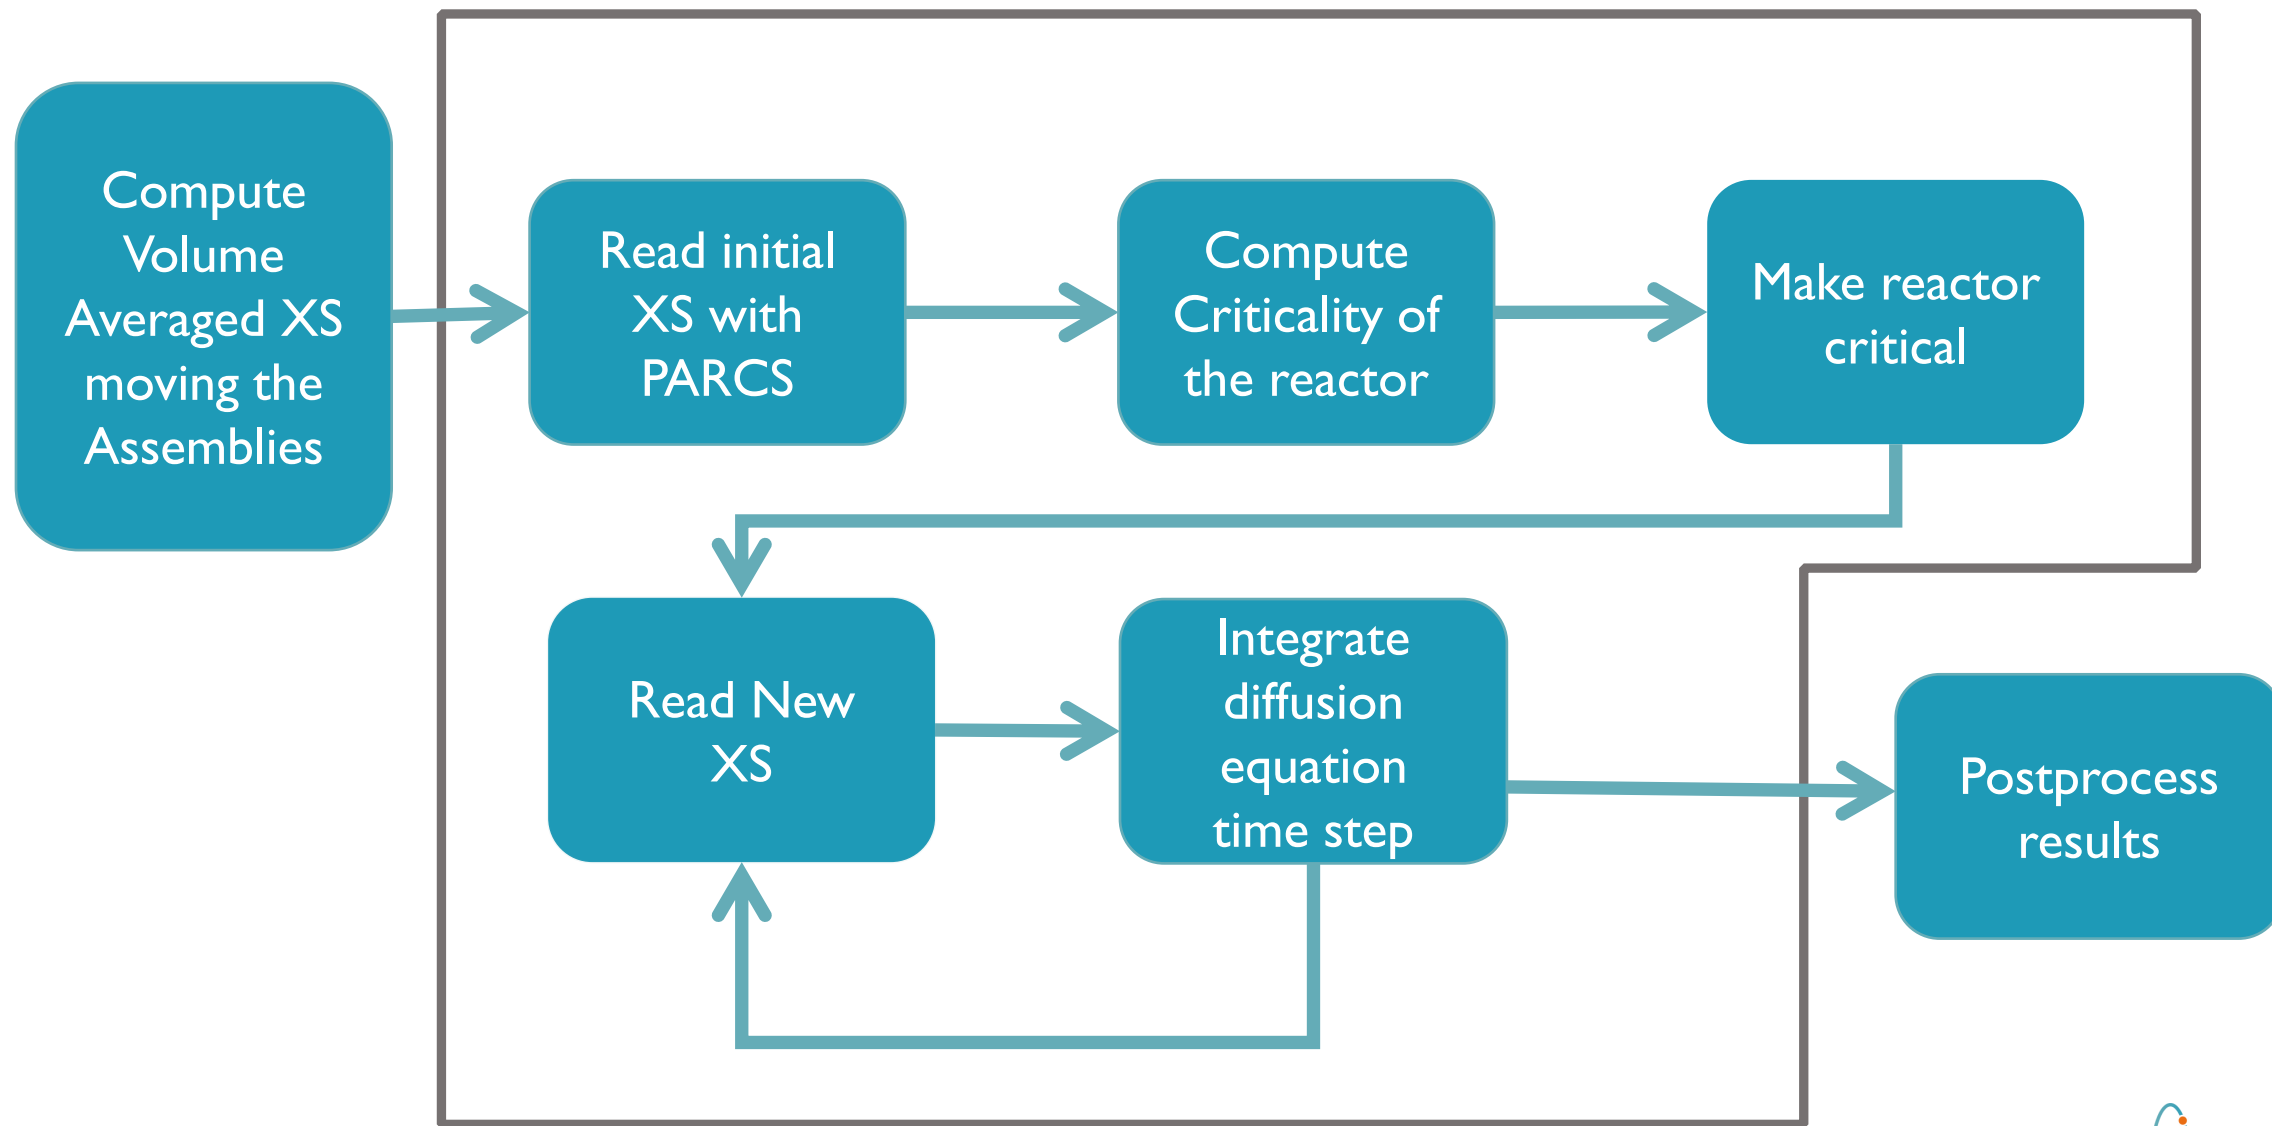 Compute
Volume
Averaged XS
moving the
Assemblies
Read initial
XS with
PARCS
Compute
Criticality of
the reactor
Make reactor
critical
Read New
XS
Integrate
diffusion
equation
time step
Postprocess
results